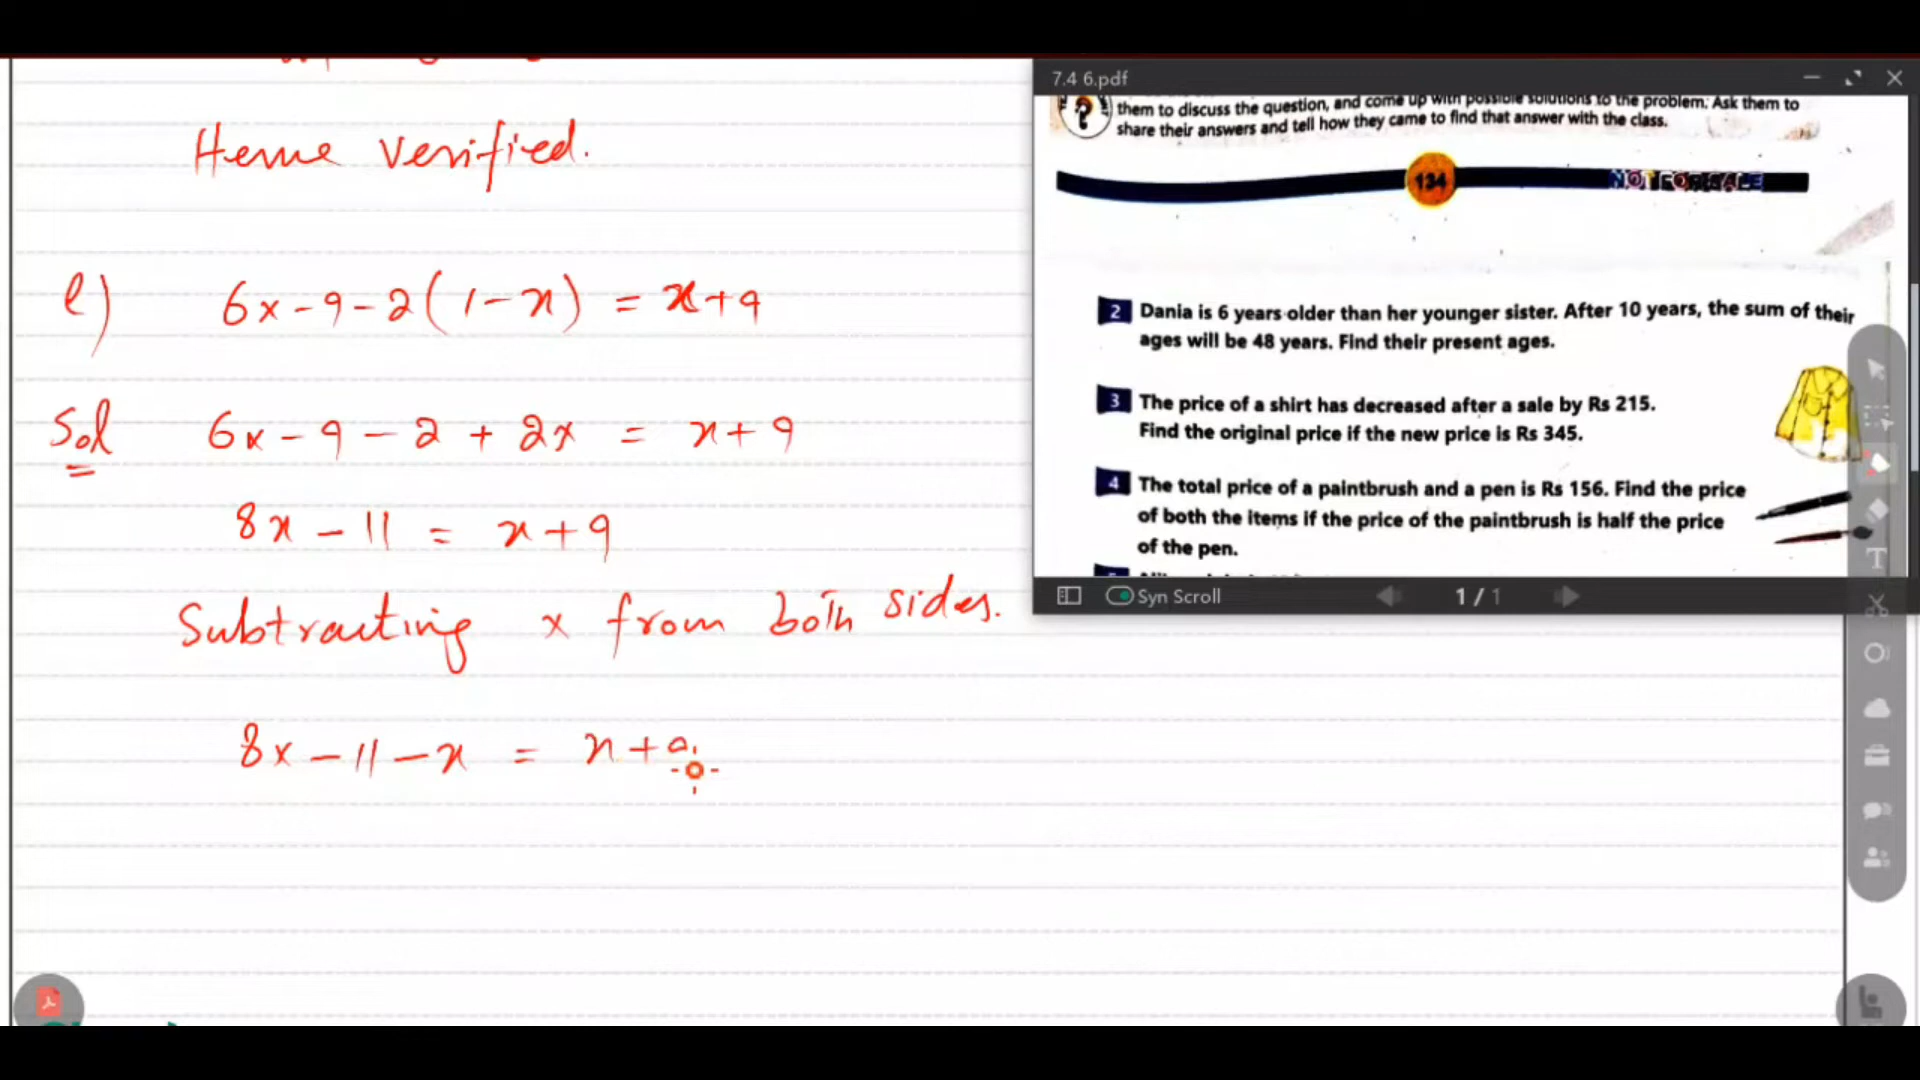 Hence verified.
e) 6x - 9 - 2 ( 1 - x ) = x + 9
Sol 6x - 9 - 2 + 2x = x + 9
8x - 11 = x + 9
Subtracting x from both sides.
8x - 11 - x = x +
7.4 6.pdf
them to discuss the question, and come up with possible solutions to the problem. Ask them to
share their answers and tell how they came to find that answer with the class.
134 NOT FOR SALE
2 Dania is 6 years older than her younger sister. After 10 years, the sum of their
ages will be 48 years. Find their present ages.
3 The price of a shirt has decreased after a sale by Rs 215.
Find the original price if the new price is Rs 345.
4 The total price of a paintbrush and a pen is Rs 156. Find the price
of both the items if the price of the paintbrush is half the price
of the pen.
Syn Scroll 1 / 1
T